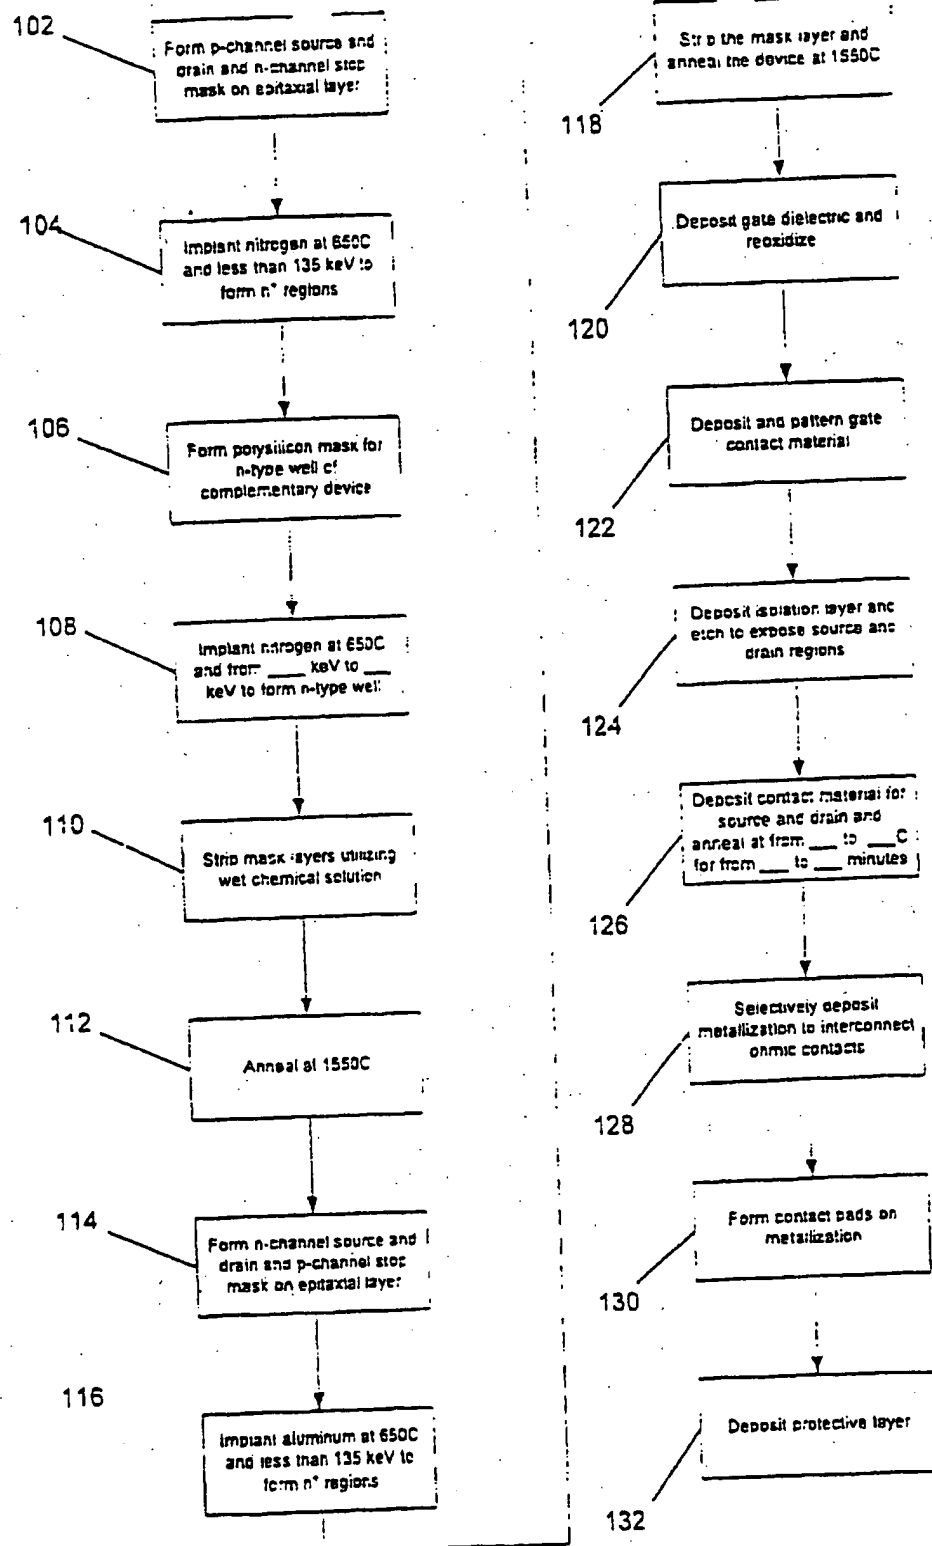 102
Form p-channel source and
drain and n-channel stop
mask on epitaxial layer
104
Implant nitrogen at 650C
and less than 135 keV to
form n⁺ regions
106
Form polysilicon mask for
n-type well of
complementary device
108
Implant nitrogen at 650C
and from ____ keV to ___
keV to form n-type well
110
Strip mask layers utilizing
wet chemical solution
112
Anneal at 1550C
114
Form n-channel source and
drain and p-channel stop
mask on epitaxial layer
116
Implant aluminum at 650C
and less than 135 keV to
form n⁺ regions
Strip the mask layer and
anneal the device at 1550C
118
Deposit gate dielectric and
reoxidize
120
Deposit and pattern gate
contact material
122
Deposit isolation layer and
etch to expose source and
drain regions
124
Deposit contact material for
source and drain and
anneal at from ___ to ___C
for from ___ to ___ minutes
126
Selectively deposit
metallization to interconnect
ohmic contacts
128
Form contact pads on
metallization
130
Deposit protective layer
132